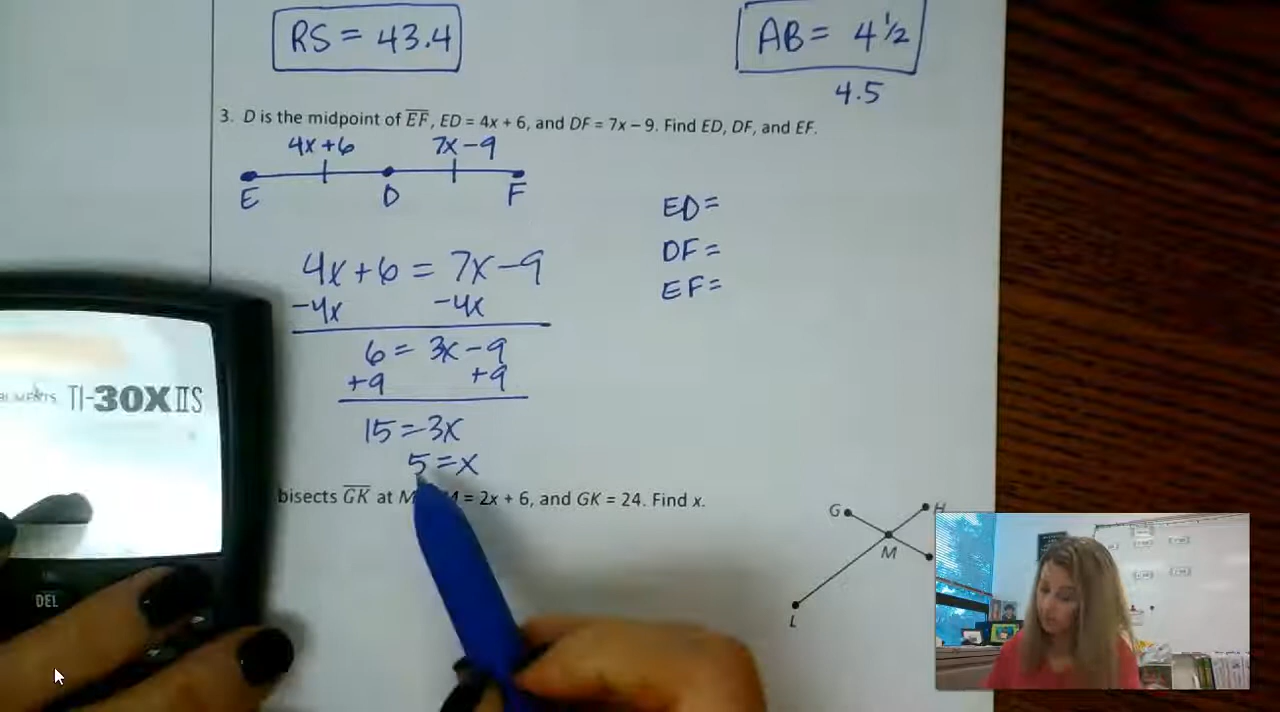 RS = 43.4
AB = 4 1/2
4.5
3. D is the midpoint of EF, ED = 4x + 6, and DF = 7x – 9. Find ED, DF, and EF.
4x+6 7x-9
E D F
ED=
DF=
EF=
4x+6 = 7x-9
-4x -4x
6 = 3x-9
+9 +9
15=3x
5=x
bisects GK at M = 2x + 6, and GK = 24. Find x.
G H
M
L
TI-30XIIS
DEL